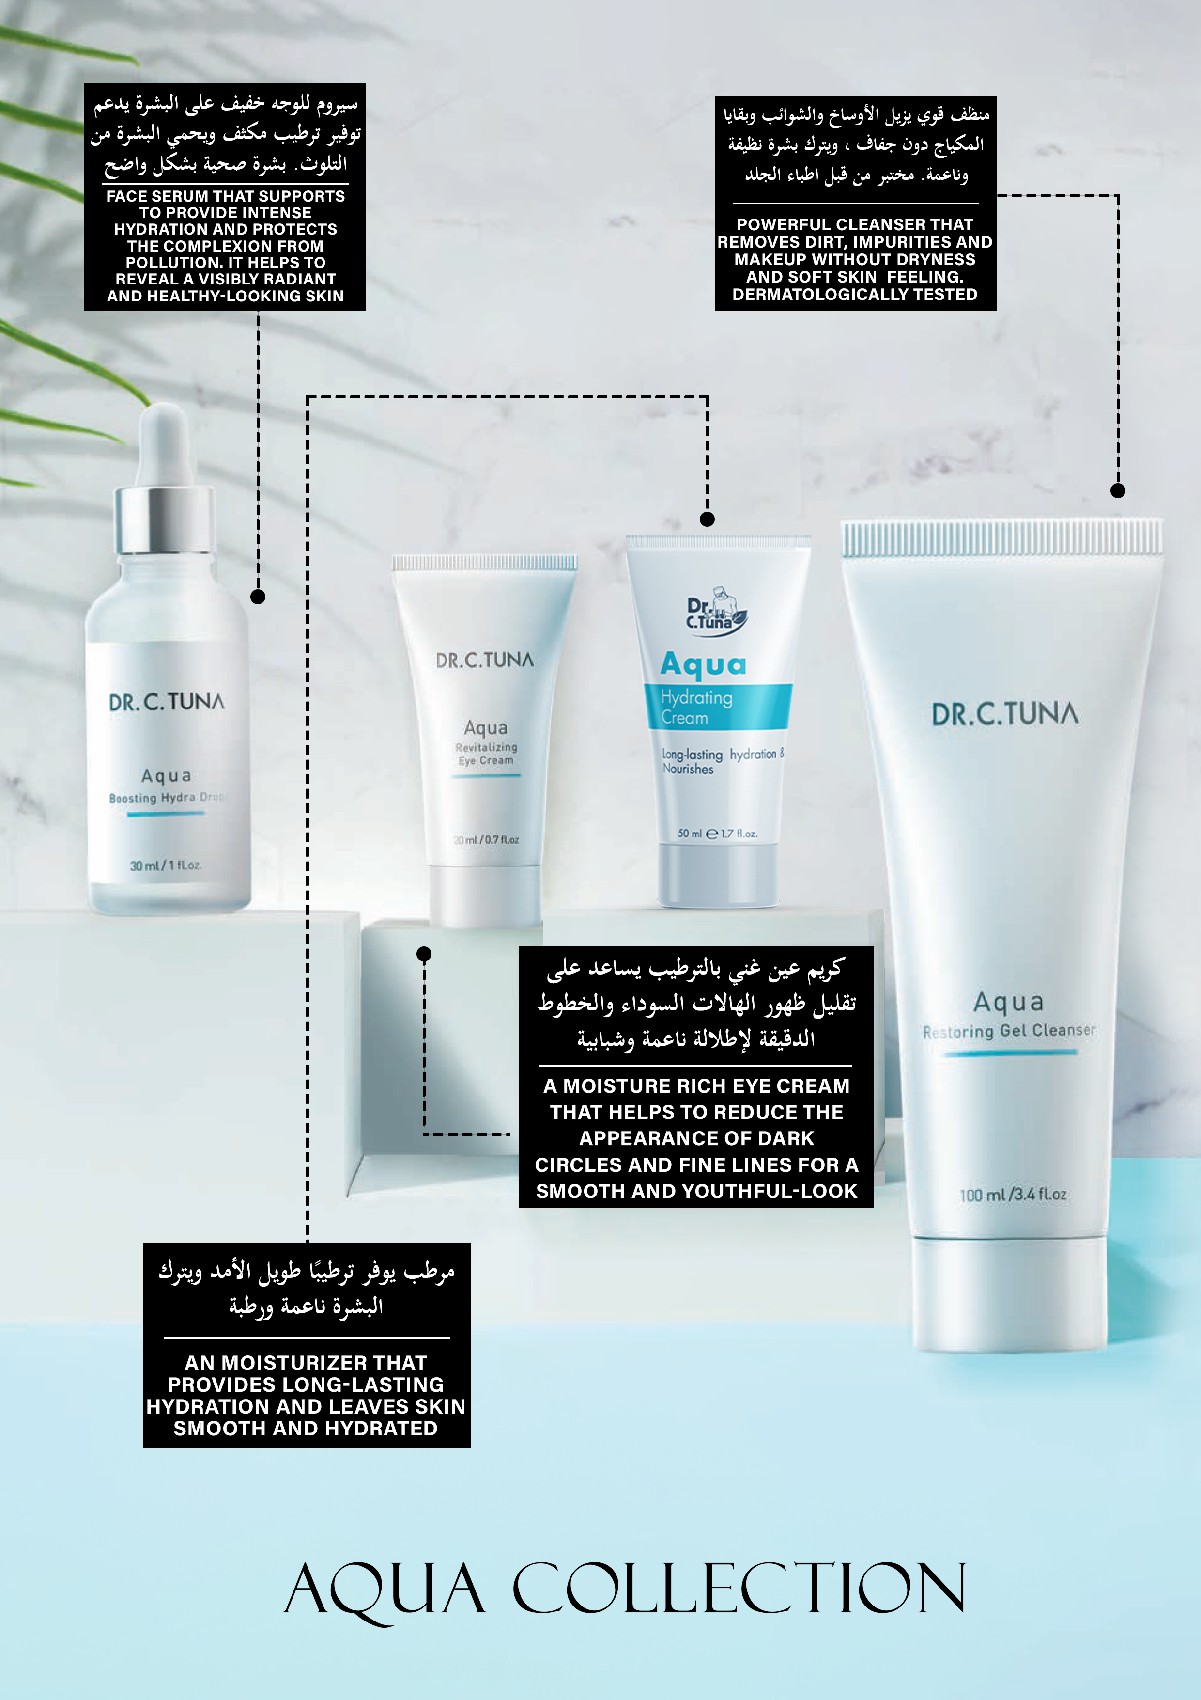 سيروم للوجه خفيف على البشرة يدعم
توفير ترطيب مكثف ويحمي البشرة من
التلوث. بشرة صحية بشكل واضح
FACE SERUM THAT SUPPORTS
TO PROVIDE INTENSE
HYDRATION AND PROTECTS
THE COMPLEXION FROM
POLLUTION. IT HELPS TO
REVEAL A VISIBLY RADIANT
AND HEALTHY-LOOKING SKIN
منظف قوي يزيل الأوساخ والشوائب وبقايا
المكياج دون جفاف ، ويترك بشرة نظيفة
وناعمة. مختبر من قبل اطباء الجلد
POWERFUL CLEANSER THAT
REMOVES DIRT, IMPURITIES AND
MAKEUP WITHOUT DRYNESS
AND SOFT SKIN FEELING.
DERMATOLOGICALLY TESTED
DR. C. TUNA
Aqua
Boosting Hydra Drops
30 ml / 1 fl.oz.
DR.C.TUNA
Aqua
Revitalizing
Eye Cream
20 ml / 0.7 fl.oz
Dr.
C.Tuna
Aqua
Hydrating
Cream
Long-lasting hydration &
Nourishes
50 ml e 1.7 fl.oz.
DR.C.TUNA
Aqua
Restoring Gel Cleanser
100 ml /3.4 fl.oz
كريم عين غني بالترطيب يساعد على
تقليل ظهور الهالات السوداء والخطوط
الدقيقة لإطلالة ناعمة وشبابية
A MOISTURE RICH EYE CREAM
THAT HELPS TO REDUCE THE
APPEARANCE OF DARK
CIRCLES AND FINE LINES FOR A
SMOOTH AND YOUTHFUL-LOOK
مرطب يوفر ترطيبًا طويل الأمد ويترك
البشرة ناعمة ورطبة
AN MOISTURIZER THAT
PROVIDES LONG-LASTING
HYDRATION AND LEAVES SKIN
SMOOTH AND HYDRATED
AQUA COLLECTION